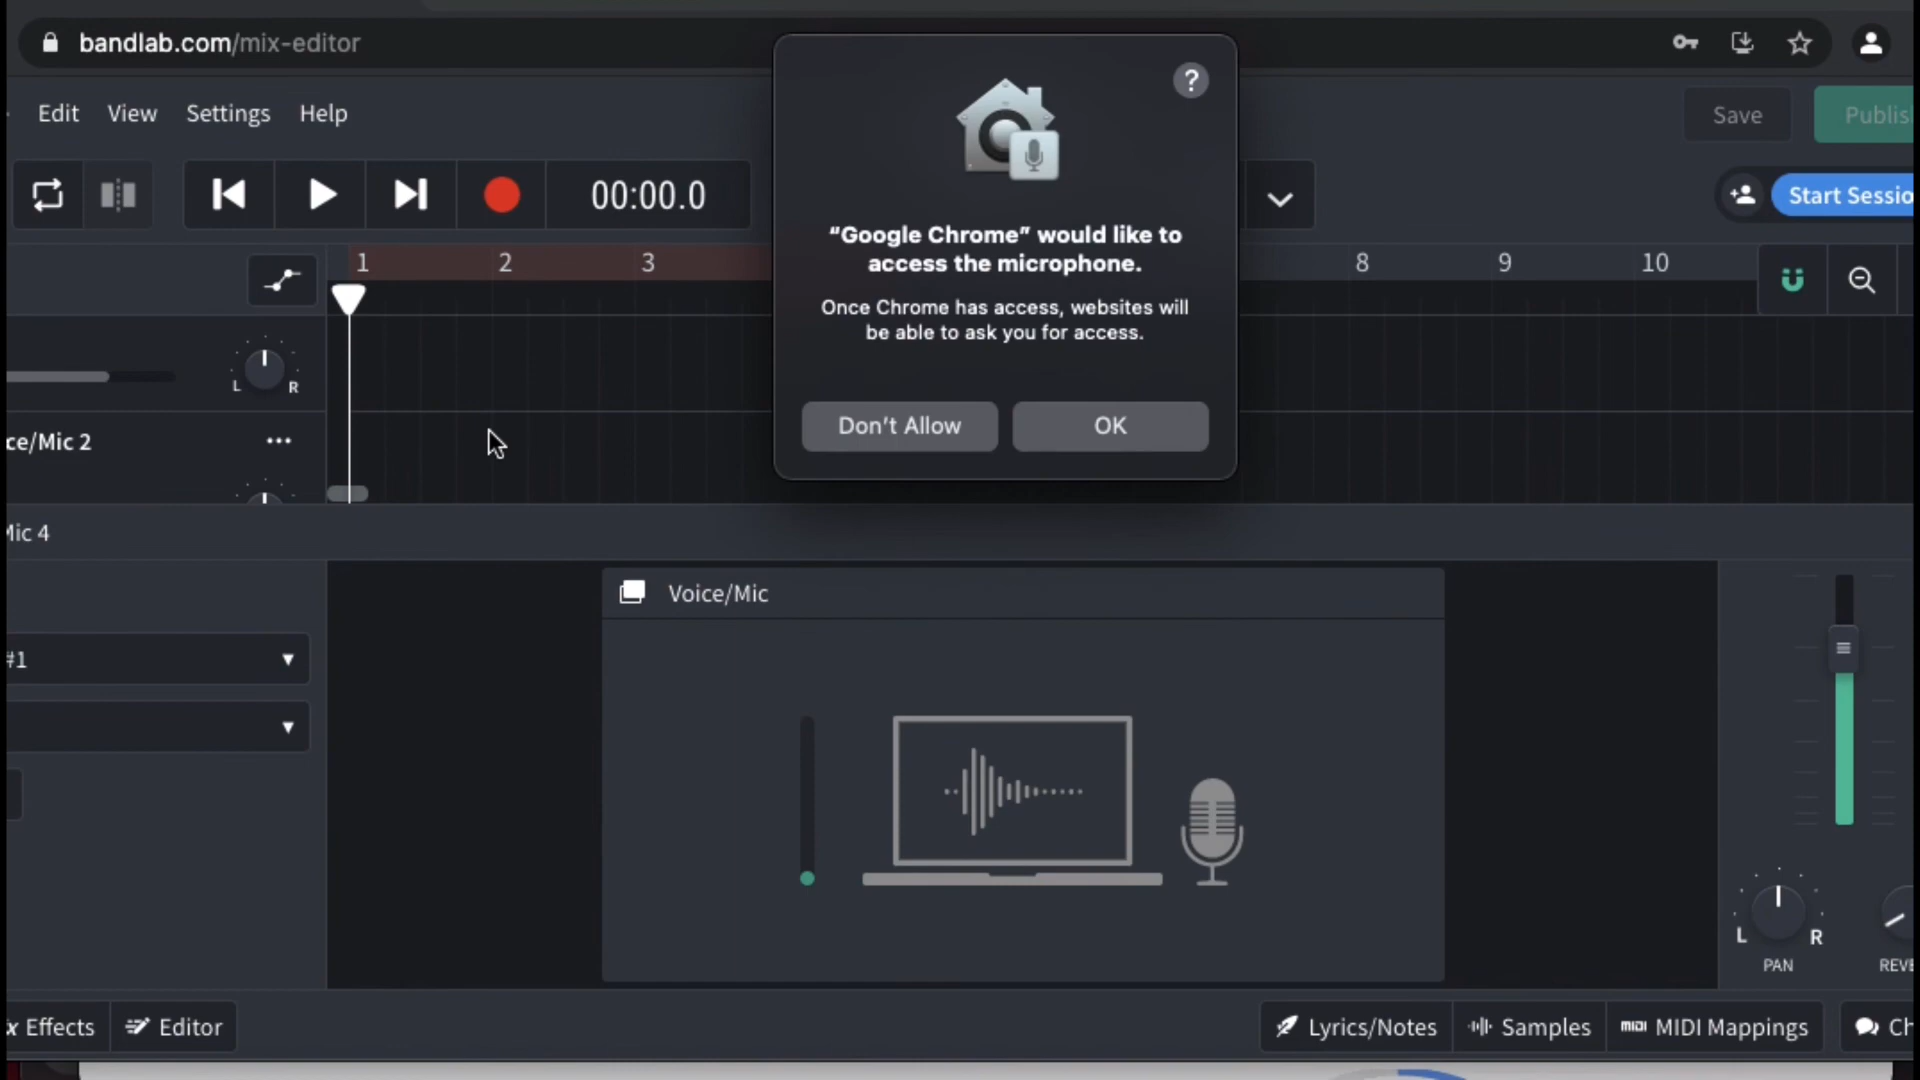 bandlab.com/mix-editor
Edit View Settings Help
Save
Publis
00:00.0
Start Sessio
?
“Google Chrome” would like to
access the microphone.
Once Chrome has access, websites will
be able to ask you for access.
Don’t Allow
OK
1 2 3 8 9 10
L R
ce/Mic 2
Mic 4
Voice/Mic
#1
L R
PAN
REVE
x Effects
Editor
Lyrics/Notes
Samples
MIDI MIDI Mappings
Ch